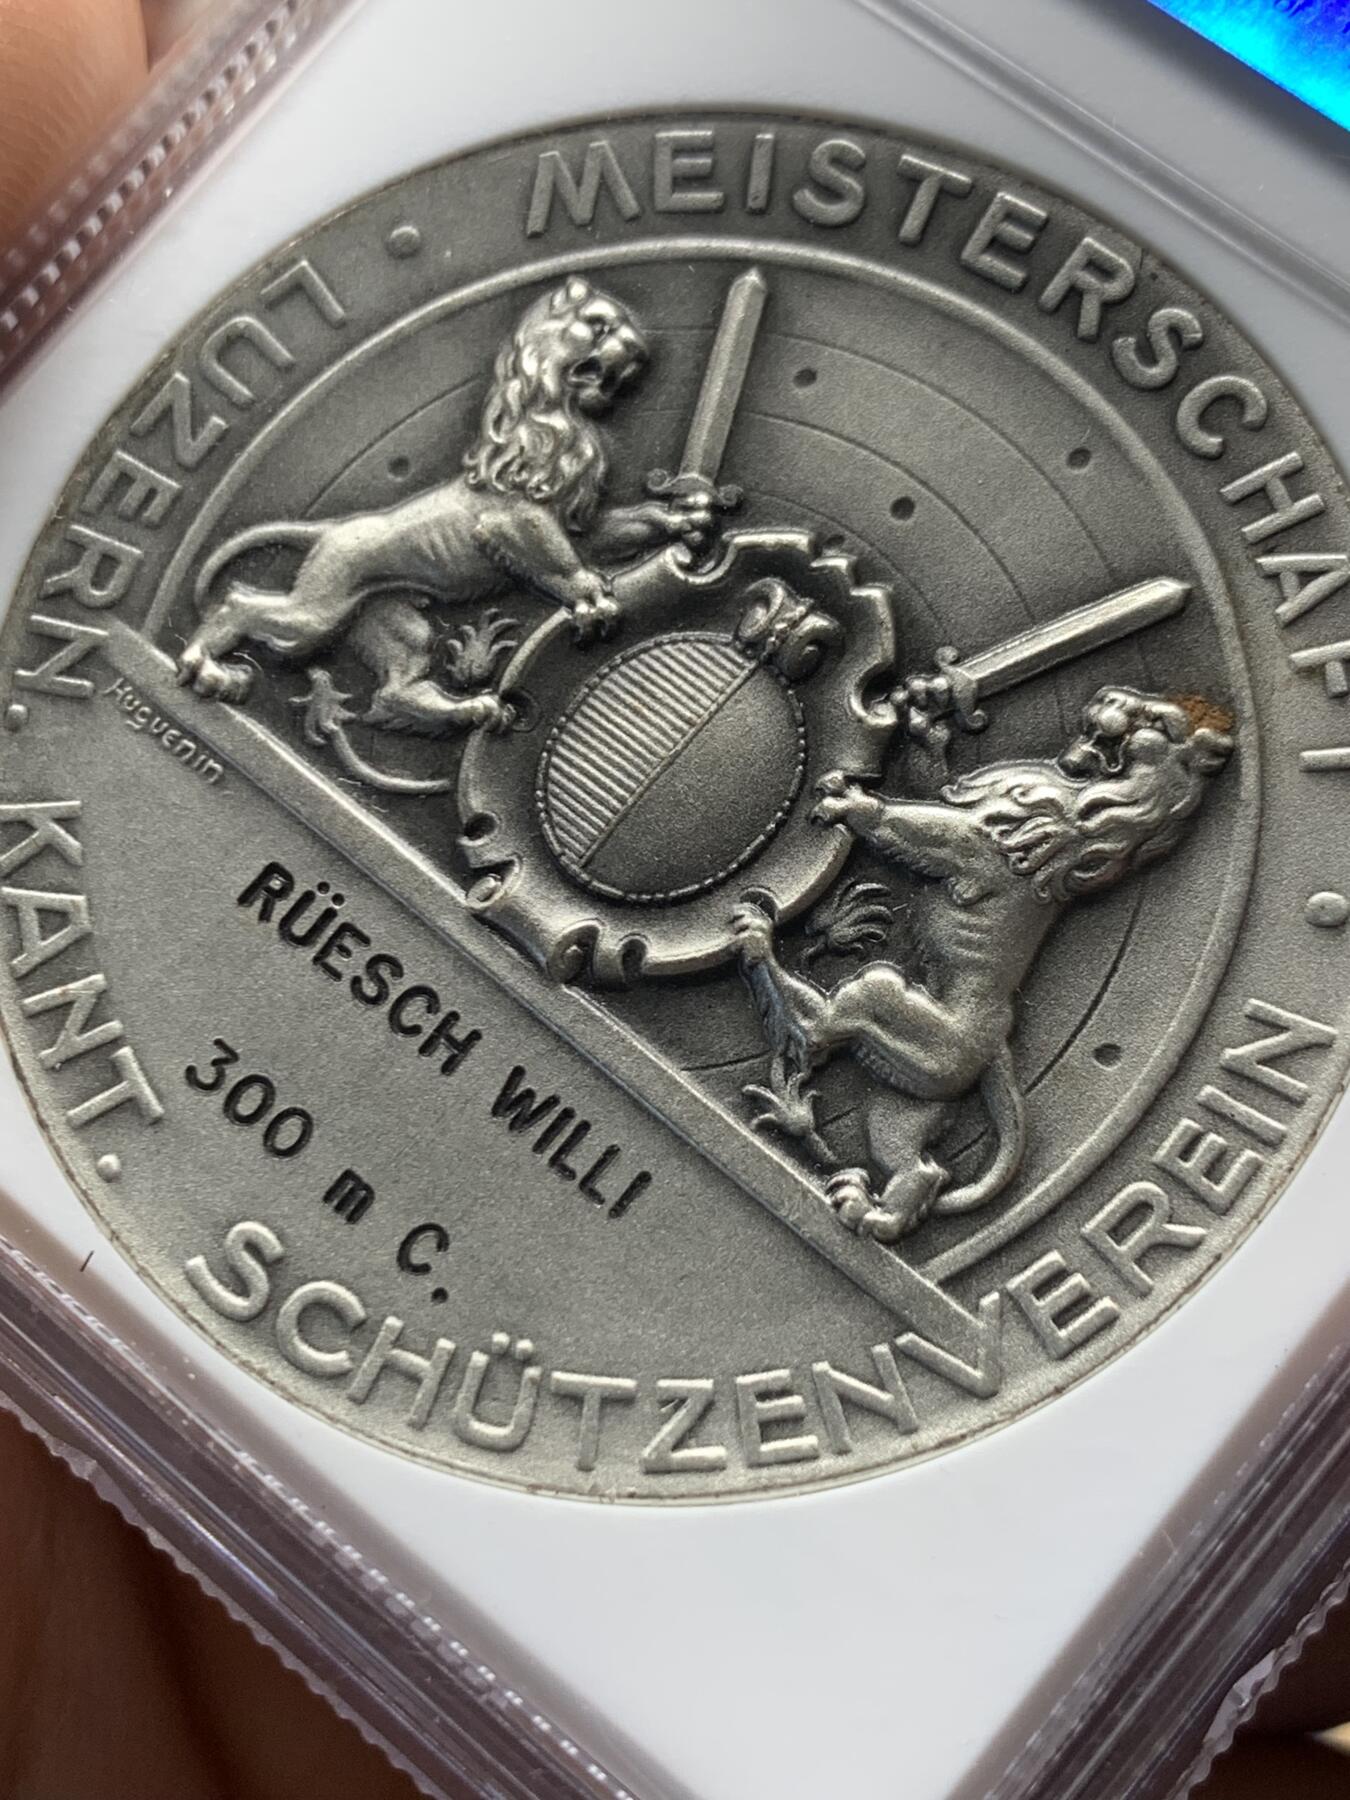 · MEISTERSCHAFT ·
LUZERN. KANT. SCHÜTZENVEREIN
Huguenin
RÜESCH WILLI
300 m C.